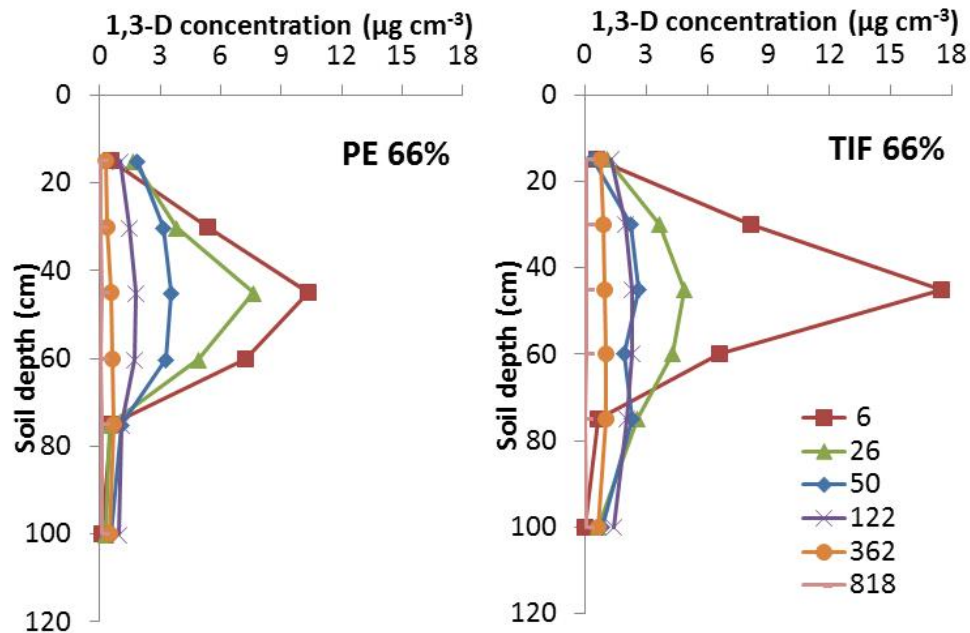 1,3-D concentration (µg cm-3)
0 3 6 9 12 15 18
0
20
40
60
80
100
120
Soil depth (cm)
PE 66%
1,3-D concentration (µg cm-3)
0 3 6 9 12 15 18
0
20
40
60
80
100
120
Soil depth (cm)
TIF 66%
6
26
50
122
362
818